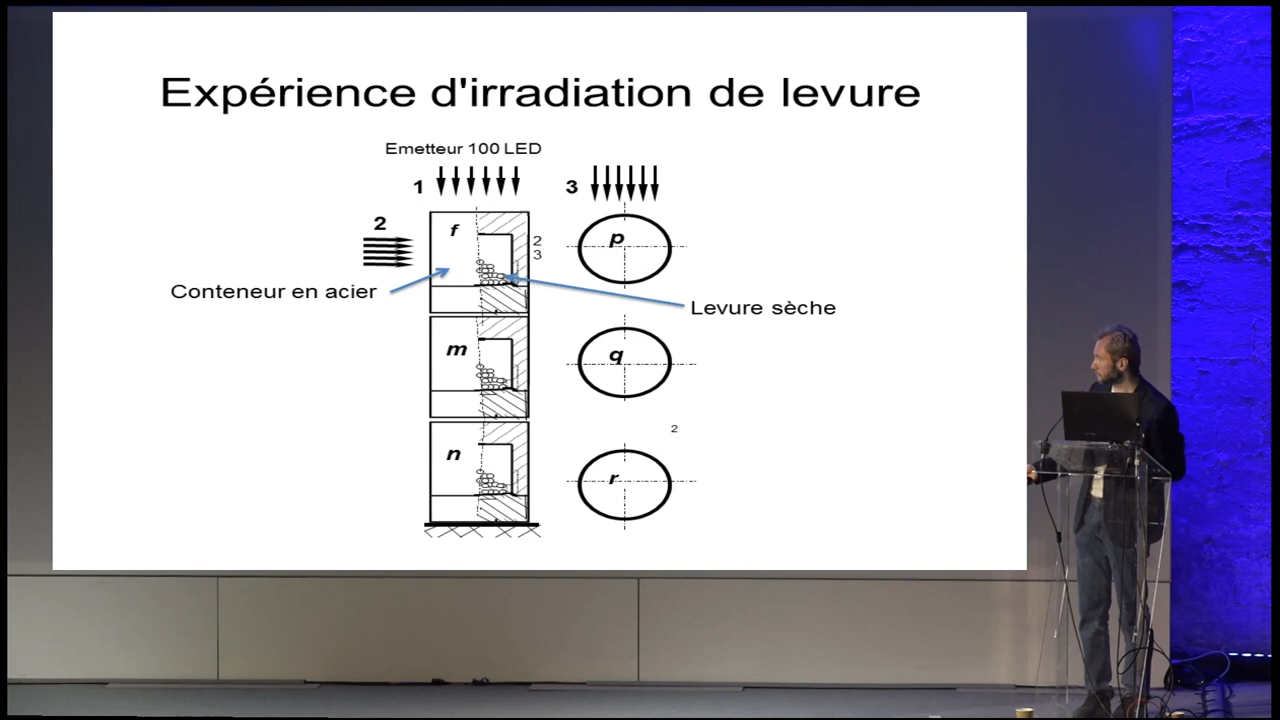 Expérience d'irradiation de levure
Emetteur 100 LED
1
3
2
f
p
2
3
Conteneur en acier
Levure sèche
m
q
2
n
r